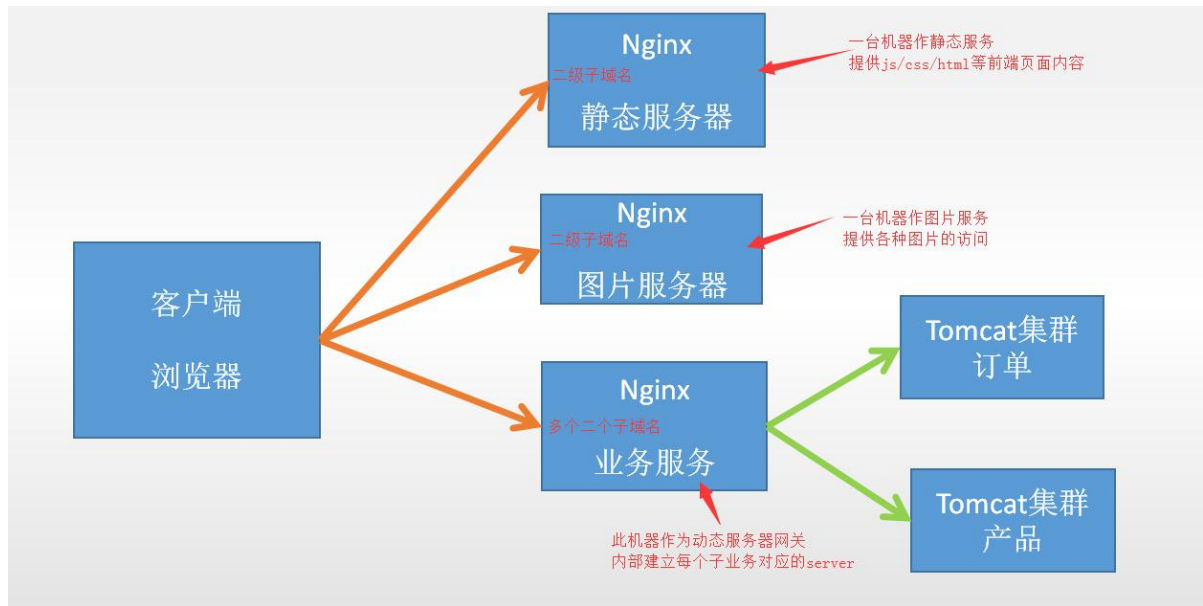 Nginx
二级子域名
静态服务器
一台机器作静态服务
提供js/css/html等前端页面内容
Nginx
二级子域名
图片服务器
一台机器作图片服务
提供各种图片的访问
客户端
浏览器
Nginx
多个二个子域名
业务服务
Tomcat集群
订单
Tomcat集群
产品
此机器作为动态服务器网关
内部建立每个子业务对应的server